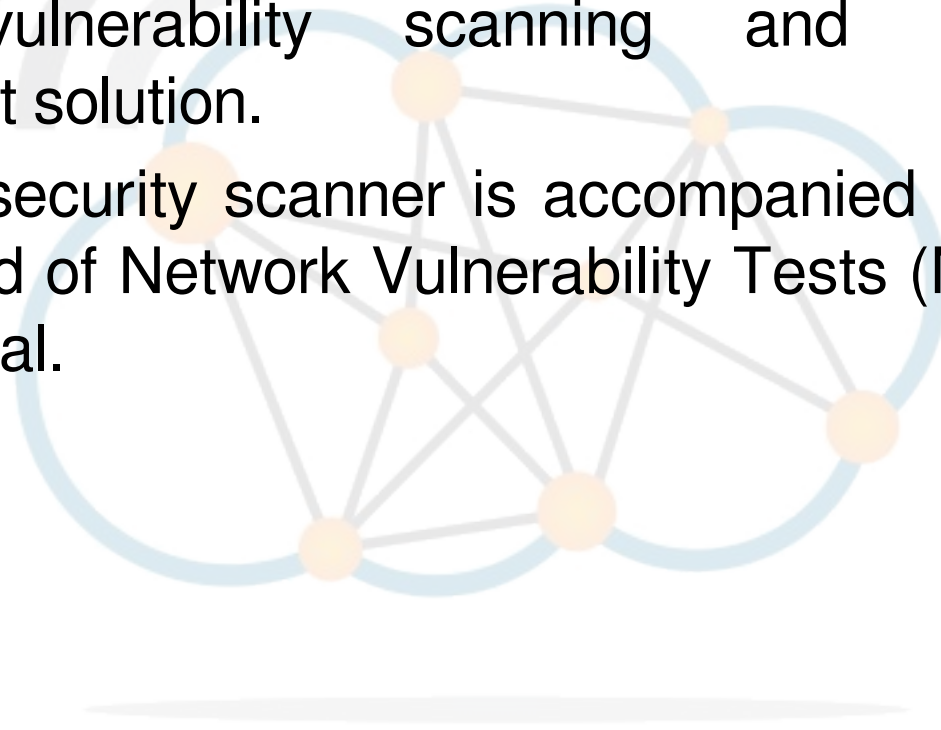 vulnerability scanning and
t solution.
security scanner is accompanied
d of Network Vulnerability Tests (
al.